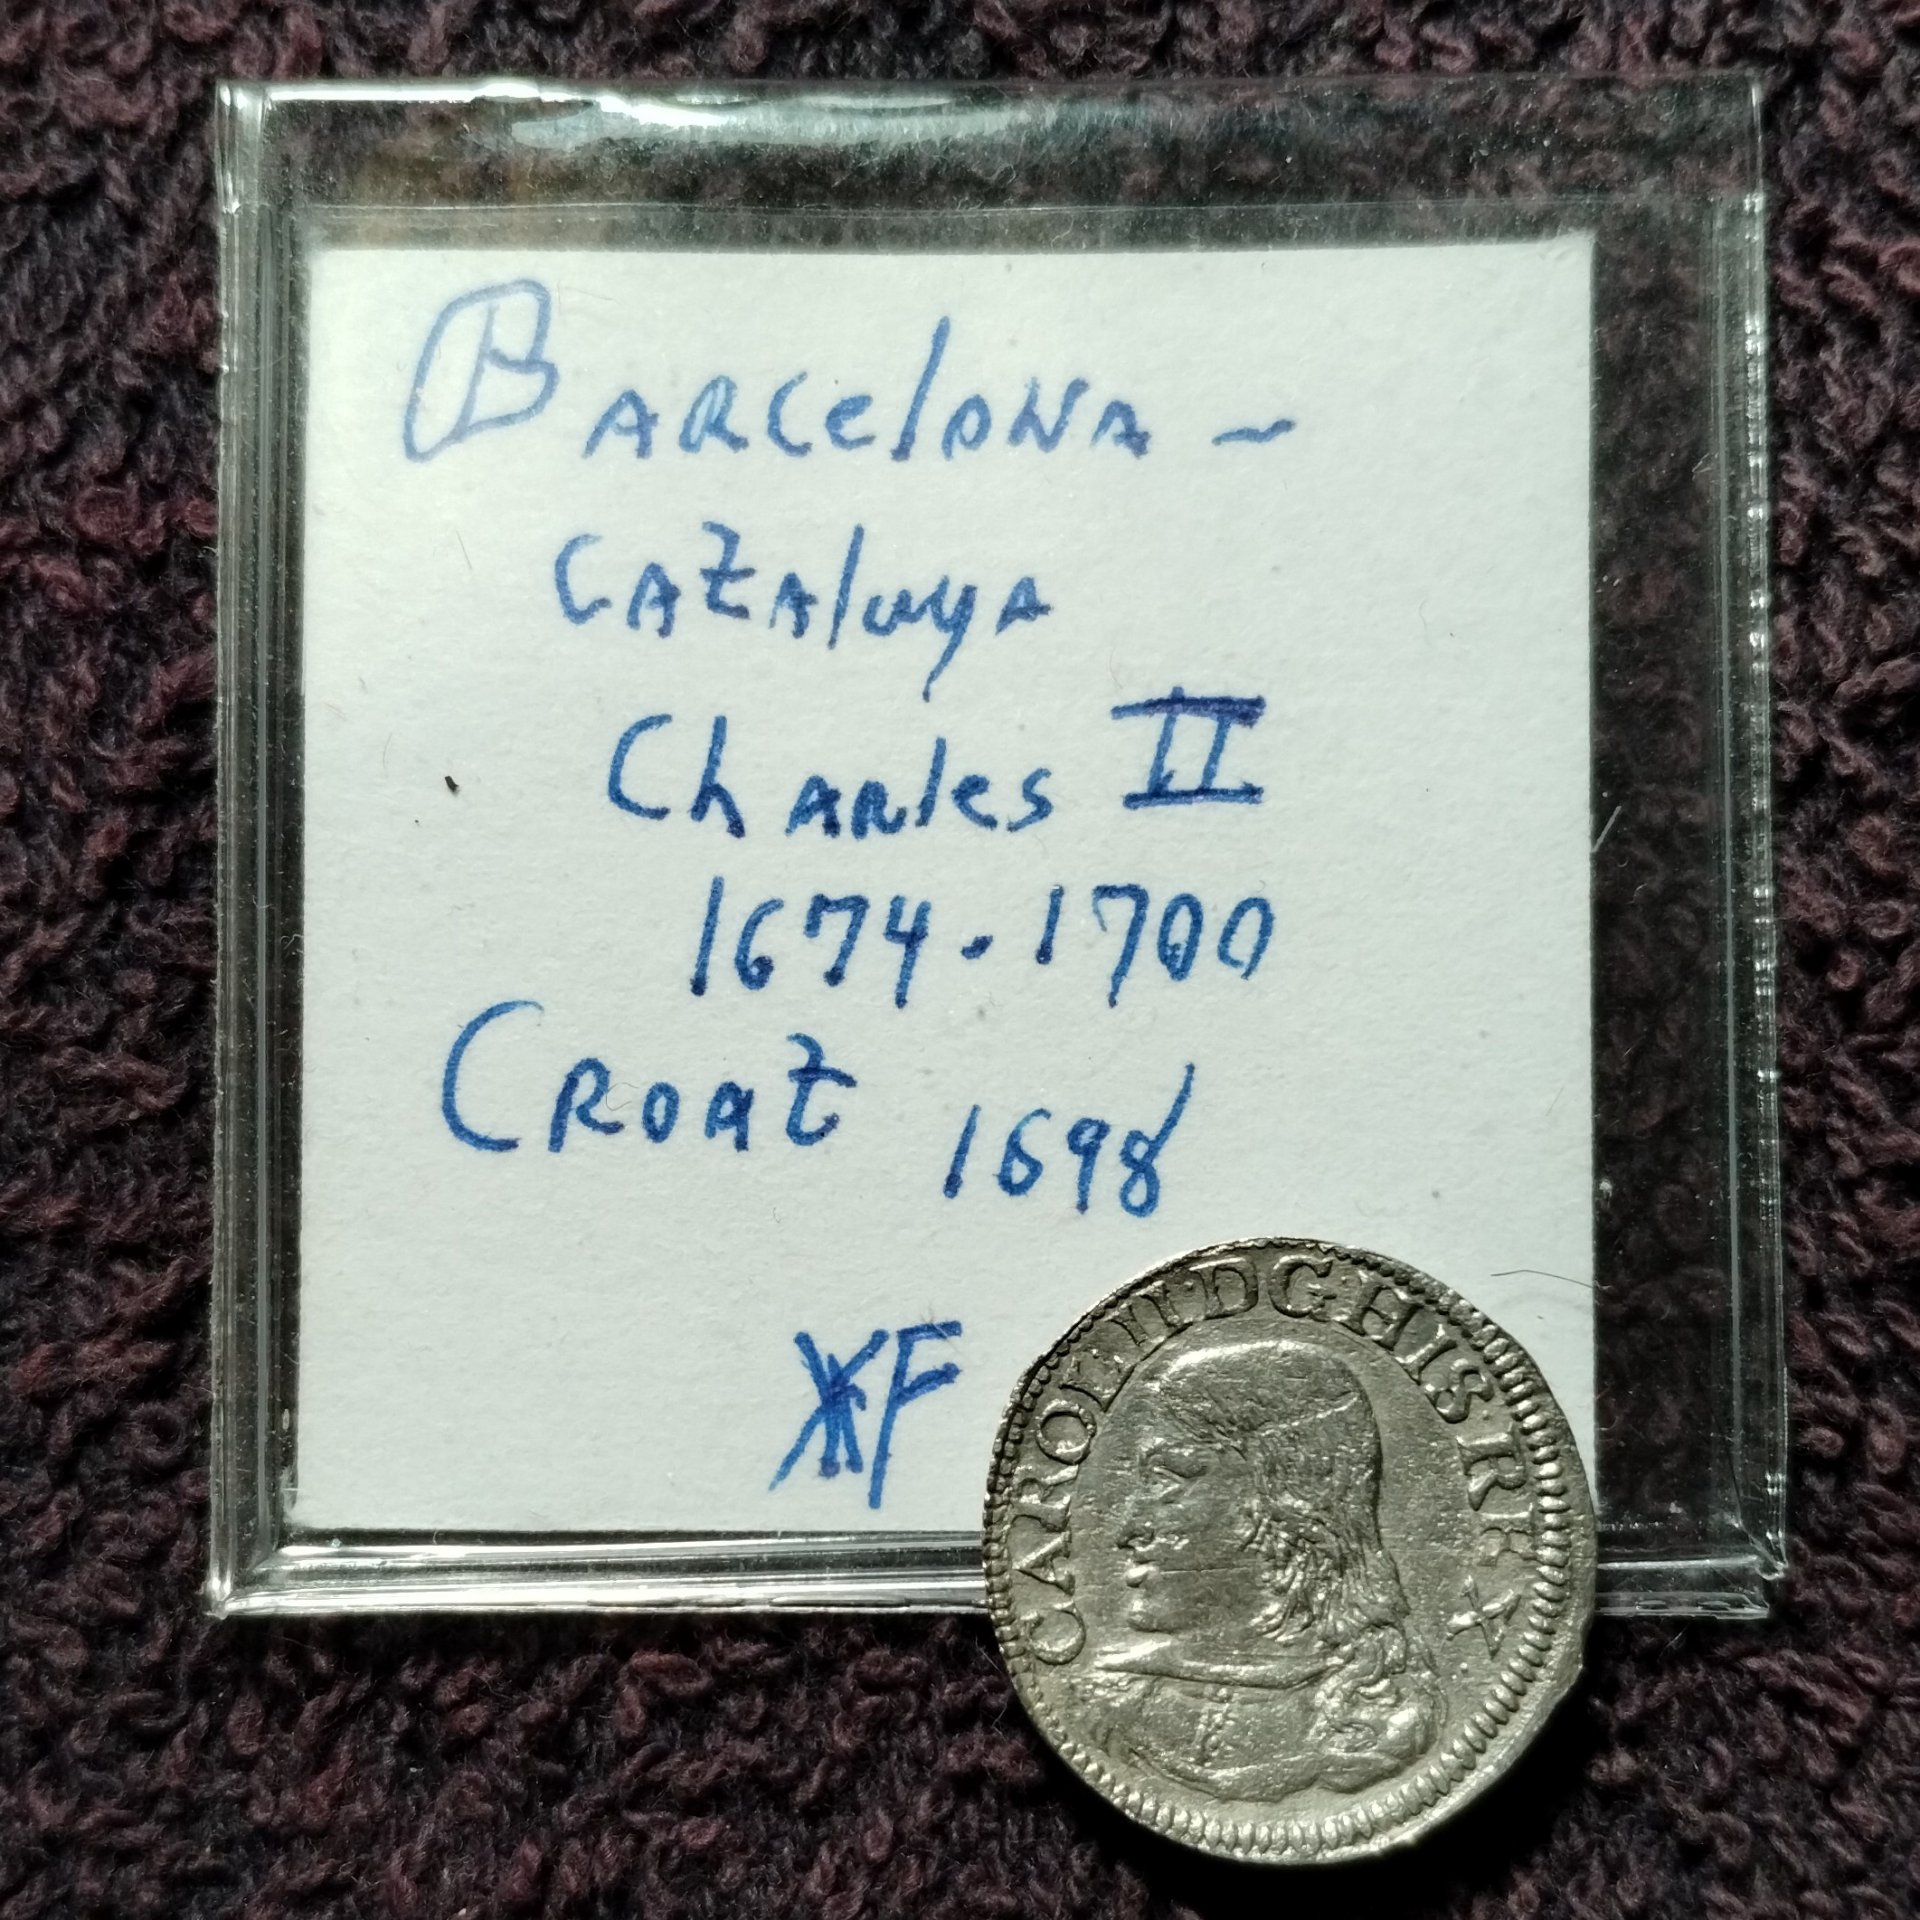 Barcelona -
Cataluya
Charles II
1674-1700
Croat 1698
XF
CAROL II·D·G·HIS·REX